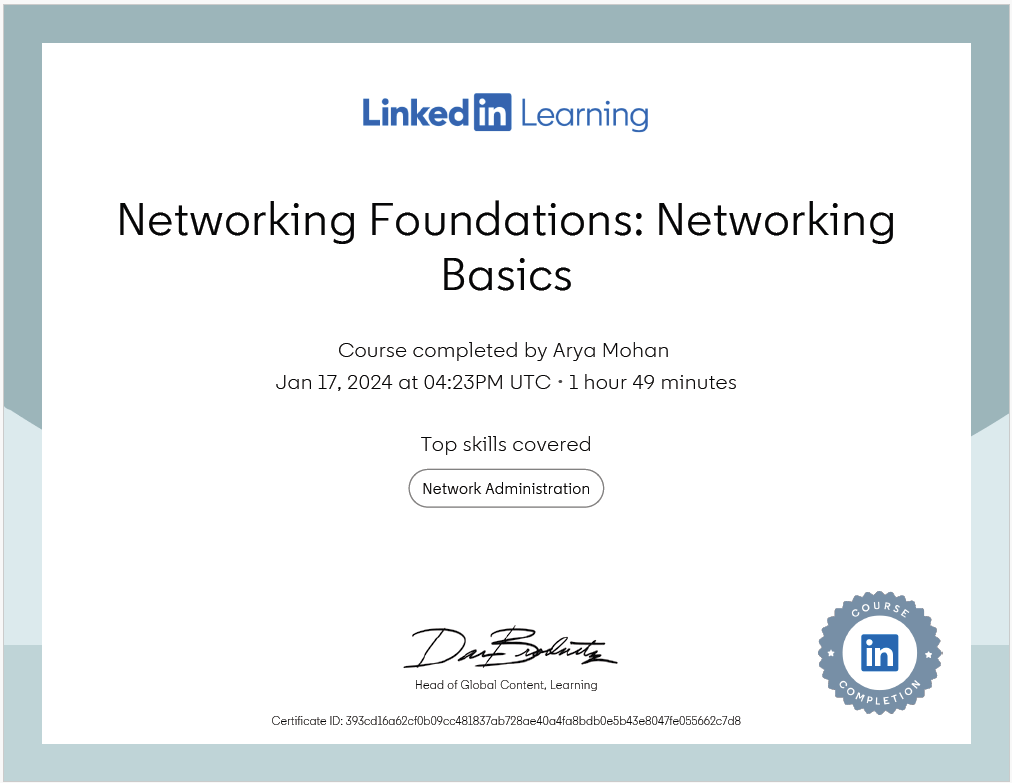 Linked in Learning
Networking Foundations: Networking
Basics
Course completed by Arya Mohan
Jan 17, 2024 at 04:23PM UTC • 1 hour 49 minutes
Top skills covered
Network Administration
Head of Global Content, Learning
COURSE
in
COMPLETION
Certificate ID: 393cd16a62cf0b09cc481837ab728ae40a4fa8bdb0e5b43e8047fe055662c7d8